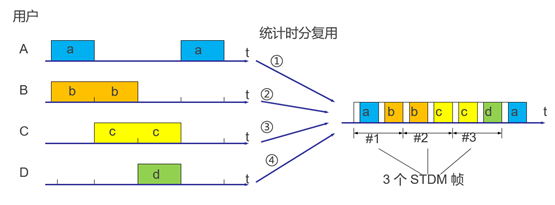 用户
统计时分复用
A a a t ①
B b b t ②
C c c t ③
D d t ④
a b b c c d a t
#1 #2 #3
3 个 STDM 帧